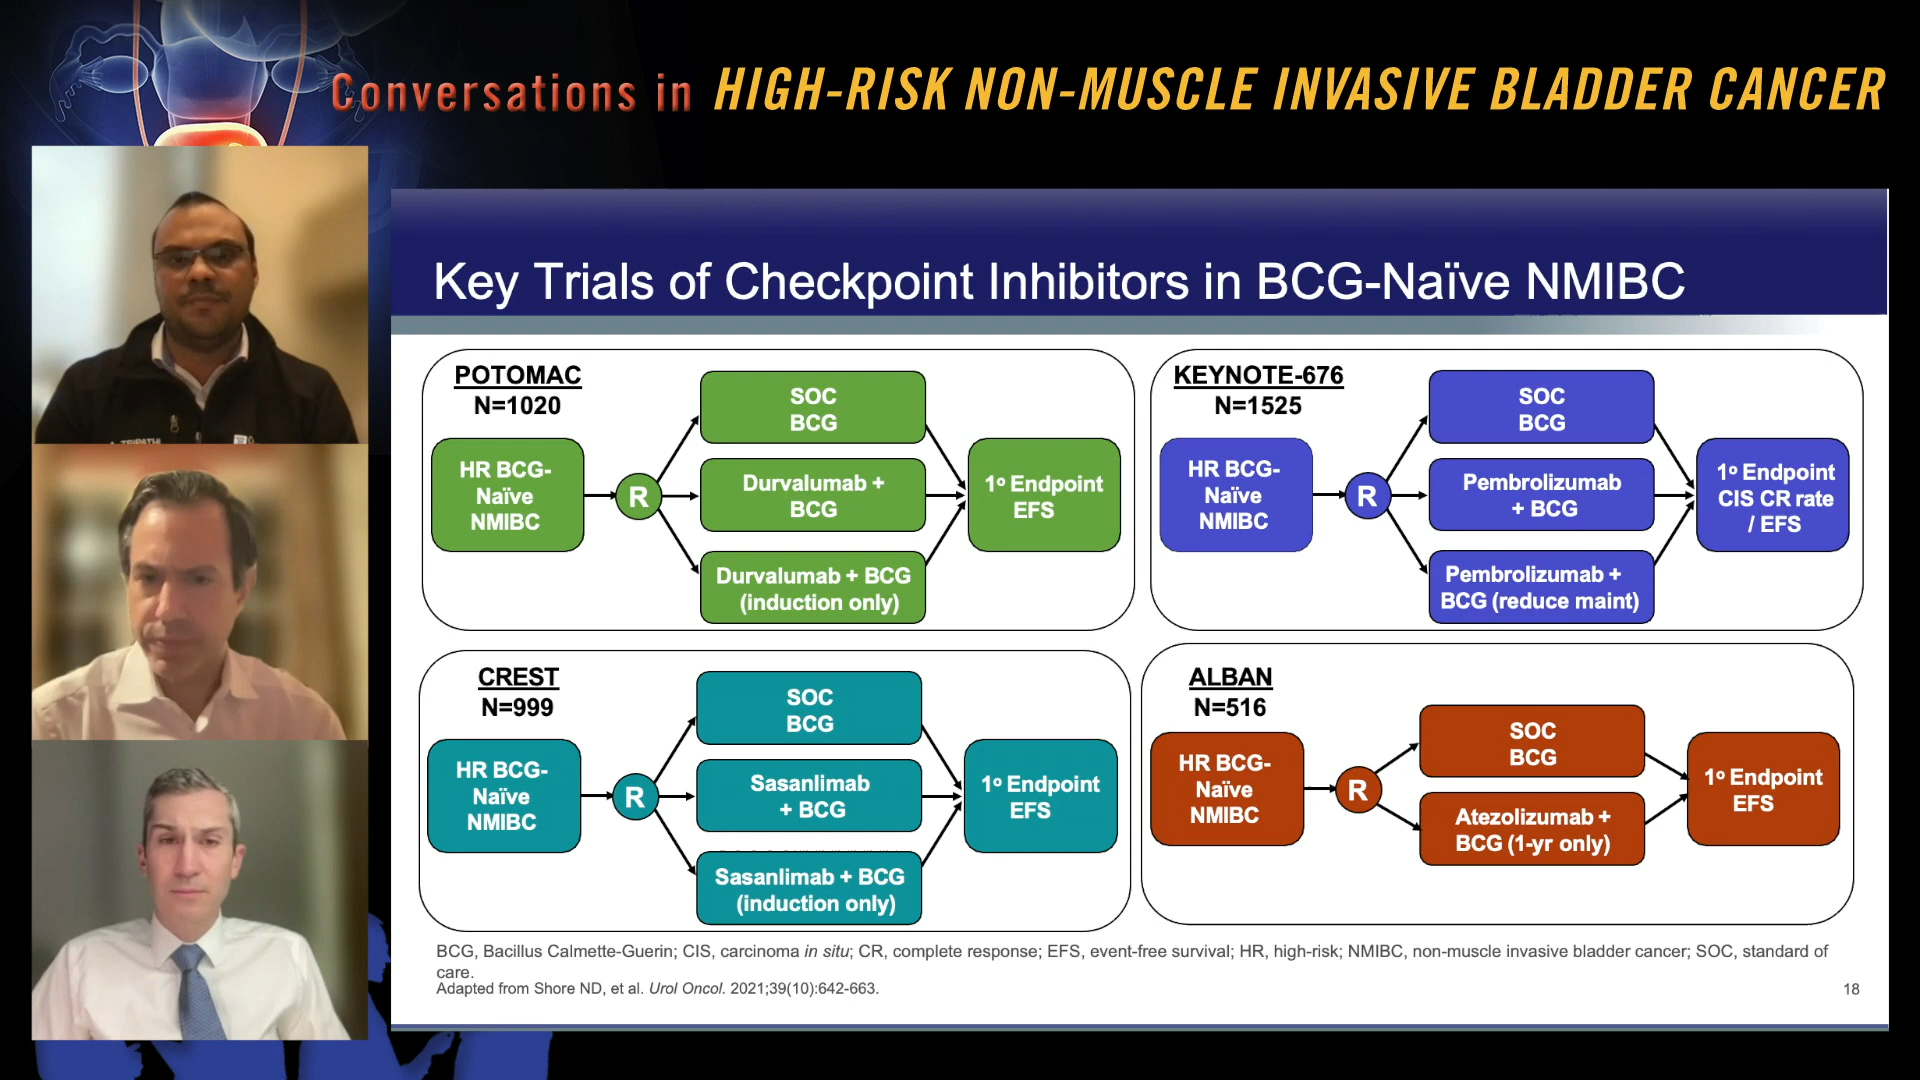 Conversations in HIGH-RISK NON-MUSCLE INVASIVE BLADDER CANCER
Key Trials of Checkpoint Inhibitors in BCG-Naïve NMIBC
POTOMAC
N=1020
HR BCG-
Naïve
NMIBC
R
SOC
BCG
Durvalumab +
BCG
Durvalumab + BCG
(induction only)
1º Endpoint
EFS
KEYNOTE-676
N=1525
HR BCG-
Naïve
NMIBC
R
SOC
BCG
Pembrolizumab
+ BCG
Pembrolizumab +
BCG (reduce maint)
1º Endpoint
CIS CR rate
/ EFS
CREST
N=999
HR BCG-
Naïve
NMIBC
R
SOC
BCG
Sasanlimab
+ BCG
Sasanlimab + BCG
(induction only)
1º Endpoint
EFS
ALBAN
N=516
HR BCG-
Naïve
NMIBC
R
SOC
BCG
Atezolizumab +
BCG (1-yr only)
1º Endpoint
EFS
BCG, Bacillus Calmette-Guerin; CIS, carcinoma in situ; CR, complete response; EFS, event-free survival; HR, high-risk; NMIBC, non-muscle invasive bladder cancer; SOC, standard of
care.
Adapted from Shore ND, et al. Urol Oncol. 2021;39(10):642-663.
18